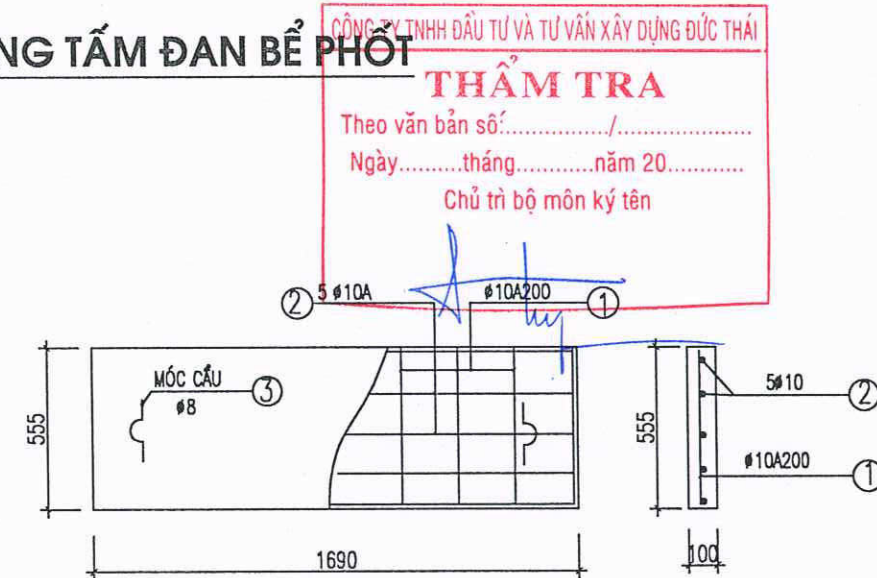 NG TẤM ĐAN BỂ PHỐT
CÔNG TY TNHH ĐẦU TƯ VÀ TƯ VẤN XÂY DỰNG ĐỨC THÁI
THẨM TRA
Theo văn bản số:................/......................
Ngày..........tháng............năm 20............
Chủ trì bộ môn ký tên
2 5 ø10A ø10A200 1
MÓC CẨU 3
ø8
555
1690
555
5ø10 2
ø10A200 1
100